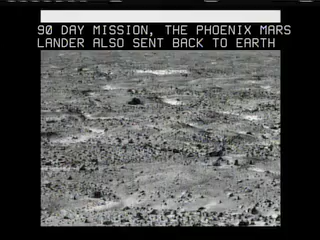 90 DAY MISSION, THE PHOENIX MARS
LANDER ALSO SENT BACK TO EARTH